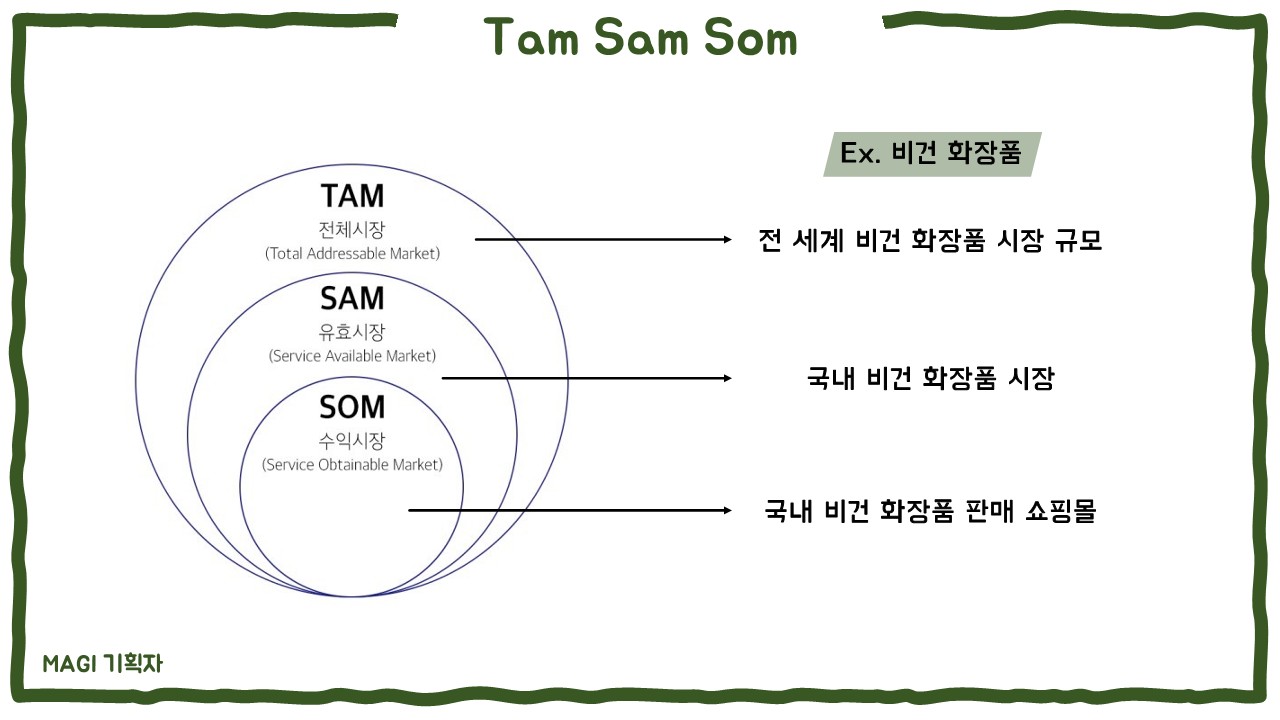 Tam Sam Som
Ex. 비건 화장품
TAM
전체시장
(Total Addressable Market)
전 세계 비건 화장품 시장 규모
SAM
유효시장
(Service Available Market)
국내 비건 화장품 시장
SOM
수익시장
(Service Obtainable Market)
국내 비건 화장품 판매 쇼핑몰
MAGI 기획자